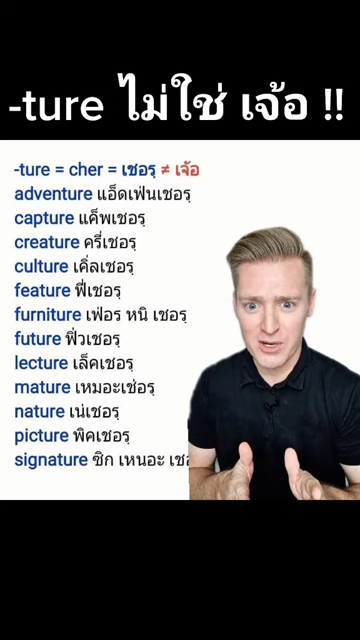 -ture ไม่ใช่ เจ้อ !!
-ture = cher = เชอรฺ ≠ เจ้อ
adventure แอ็ดเฟ่นเชอรฺ
capture แค็พเชอรฺ
creature ครี่เชอรฺ
culture เคิ่ลเชอรฺ
feature ฟี่เชอรฺ
furniture เฟ่อร หนิ เชอรฺ
future ฟิ่วเชอรฺ
lecture เล็คเชอรฺ
mature เหมอะเช่อรฺ
nature เน่เชอรฺ
picture พิคเชอรฺ
signature ซิก เหนอะ